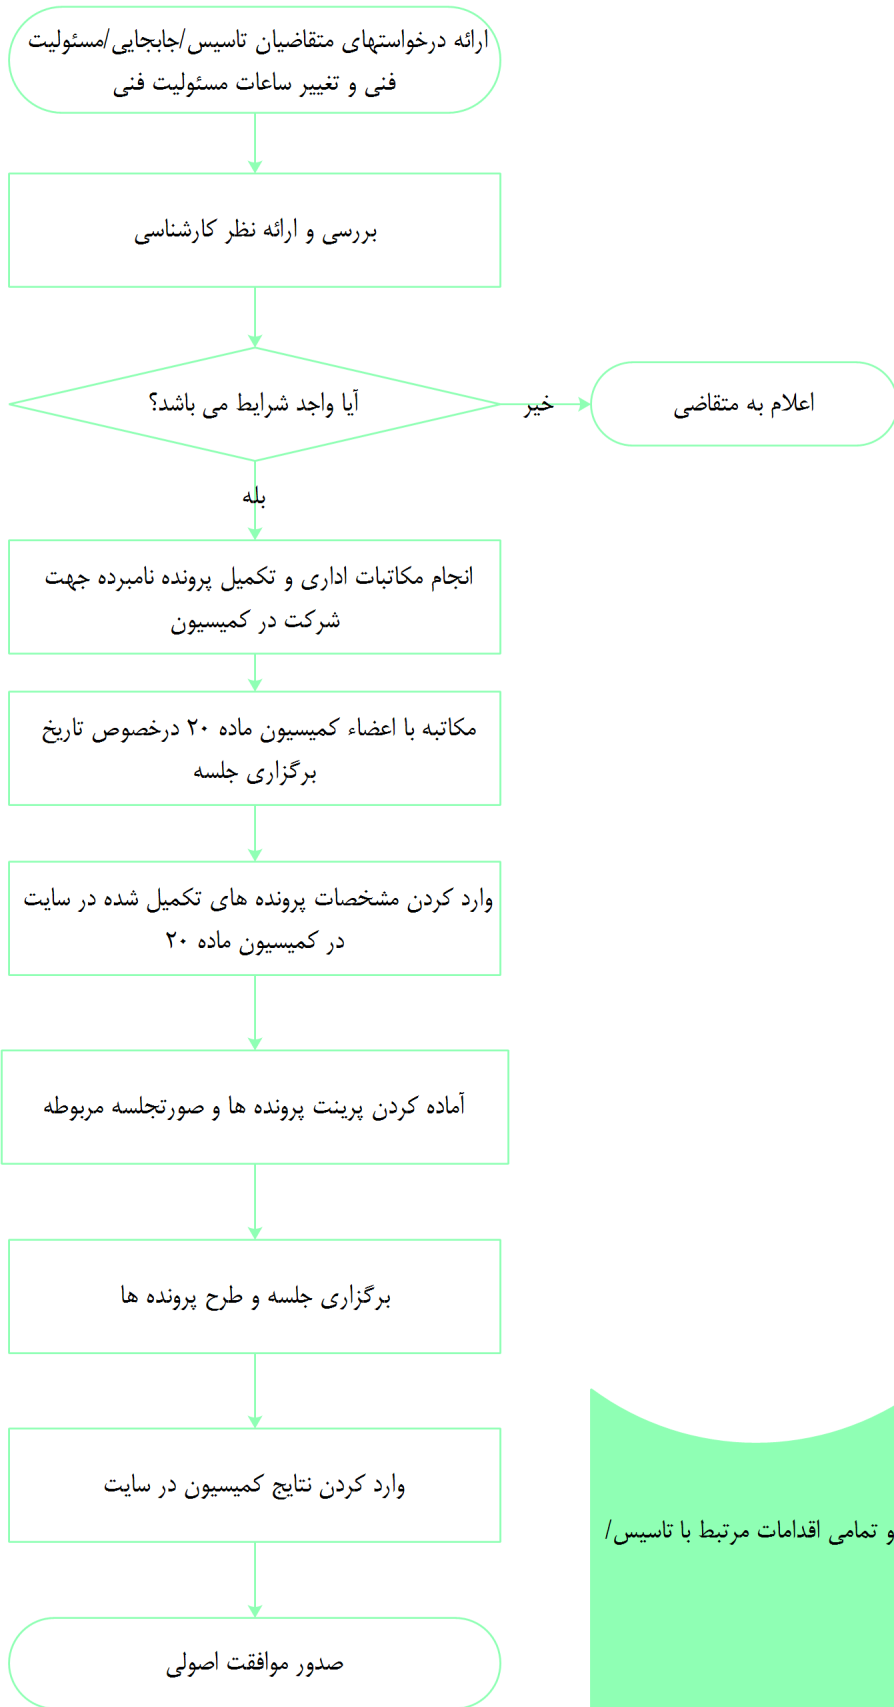 ارائه درخواستهای متقاضیان تاسیس/جابجایی/مسئولیت
فنی و تغییر ساعات مسئولیت فنی
بررسی و ارائه نظر کارشناسی
آیا واجد شرایط می باشد؟
خیر
اعلام به متقاضی
بله
انجام مکاتبات اداری و تکمیل پرونده نامبرده جهت
شرکت در کمیسیون
مکاتبه با اعضاء کمیسیون ماده ۲۰ درخصوص تاریخ
برگزاری جلسه
وارد کردن مشخصات پرونده های تکمیل شده در سایت
در کمیسیون ماده ۲۰
آماده کردن پرینت پرونده ها و صورتجلسه مربوطه
برگزاری جلسه و طرح پرونده ها
وارد کردن نتایج کمیسیون در سایت
و تمامی اقدامات مرتبط با تاسیس/
صدور موافقت اصولی